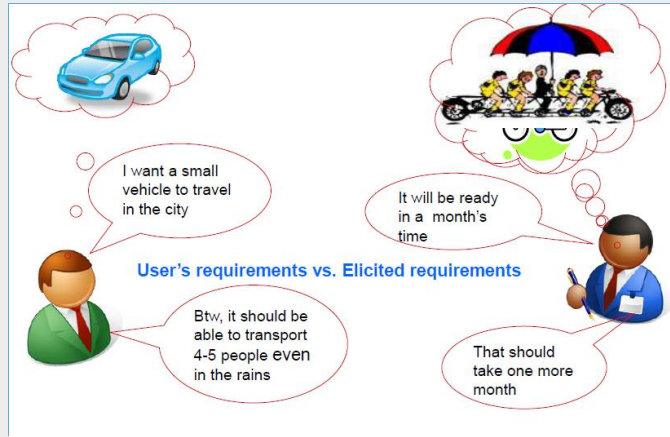 I want a small
vehicle to travel
in the city
It will be ready
in a month's
time
User's requirements vs. Elicited requirements
Btw, it should be
able to transport
4-5 people even
in the rains
That should
take one more
month